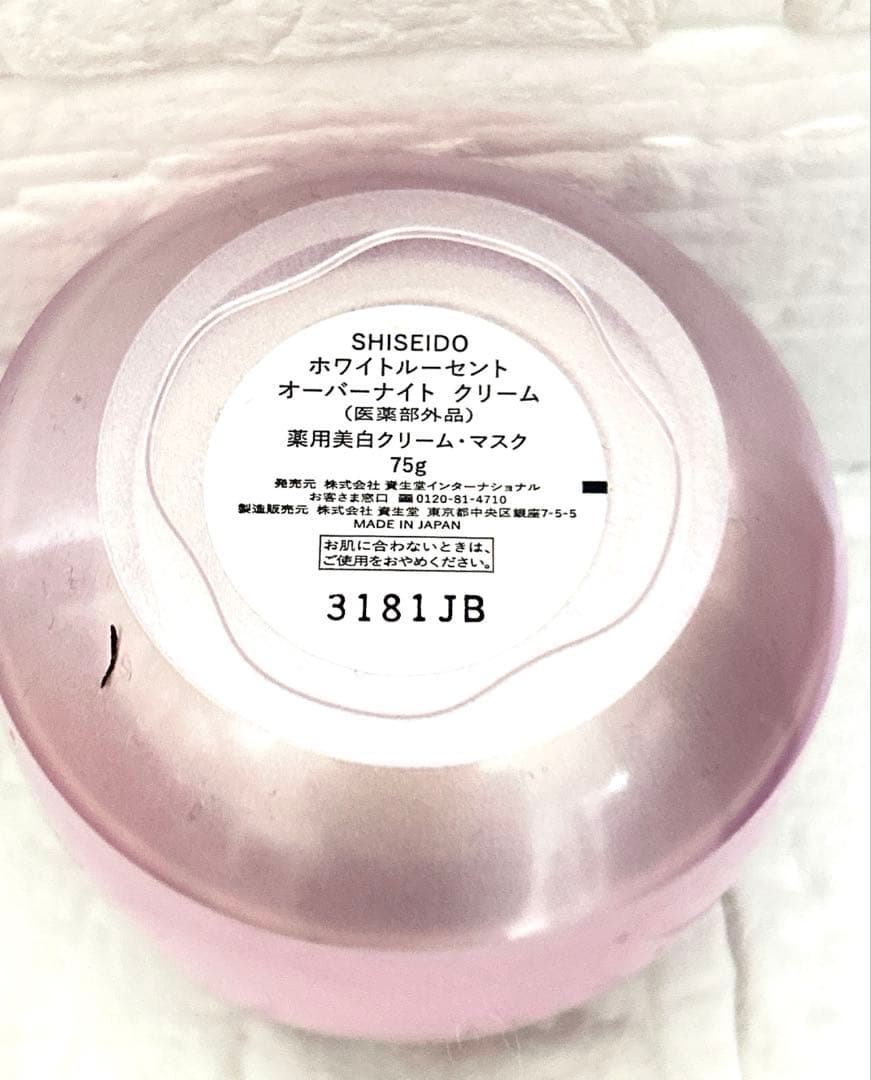 SHISEIDO
ホワイトルーセント
オーバーナイト クリーム
（医薬部外品）
薬用美白クリーム・マスク
75g
発売元 株式会社 資生堂インターナショナル
お客さま窓口 0120-81-4710
製造販売元 株式会社 資生堂 東京都中央区銀座7-5-5
MADE IN JAPAN
お肌に合わないときは、
ご使用をおやめください。
3181JB